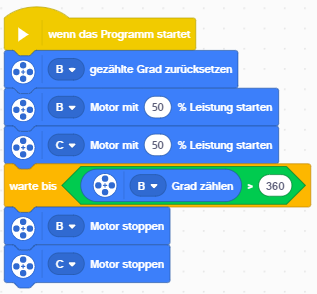 wenn das Programm startet
B gezählte Grad zurücksetzen
B Motor mit 50 % Leistung starten
C Motor mit 50 % Leistung starten
warte bis B Grad zählen > 360
B Motor stoppen
C Motor stoppen